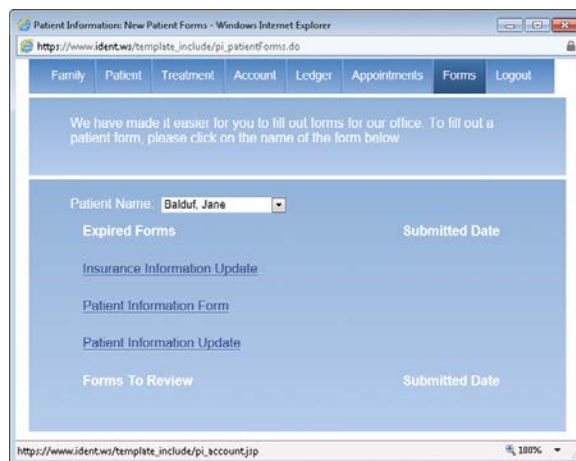 Patient Information: New Patient Forms - Windows Internet Explorer
https://www.ident.ws/template_include/pi_patientForms.do
Family Patient Treatment Account Ledger Appointments Forms Logout
We have made it easier for you to fill out forms for our office. To fill out a
patient form, please click on the name of the form below.
Patient Name: Balduf, Jane
Expired Forms Submitted Date
Insurance Information Update
Patient Information Form
Patient Information Update
Forms To Review Submitted Date
https://www.ident.ws/template_include/pi_account.jsp 100%